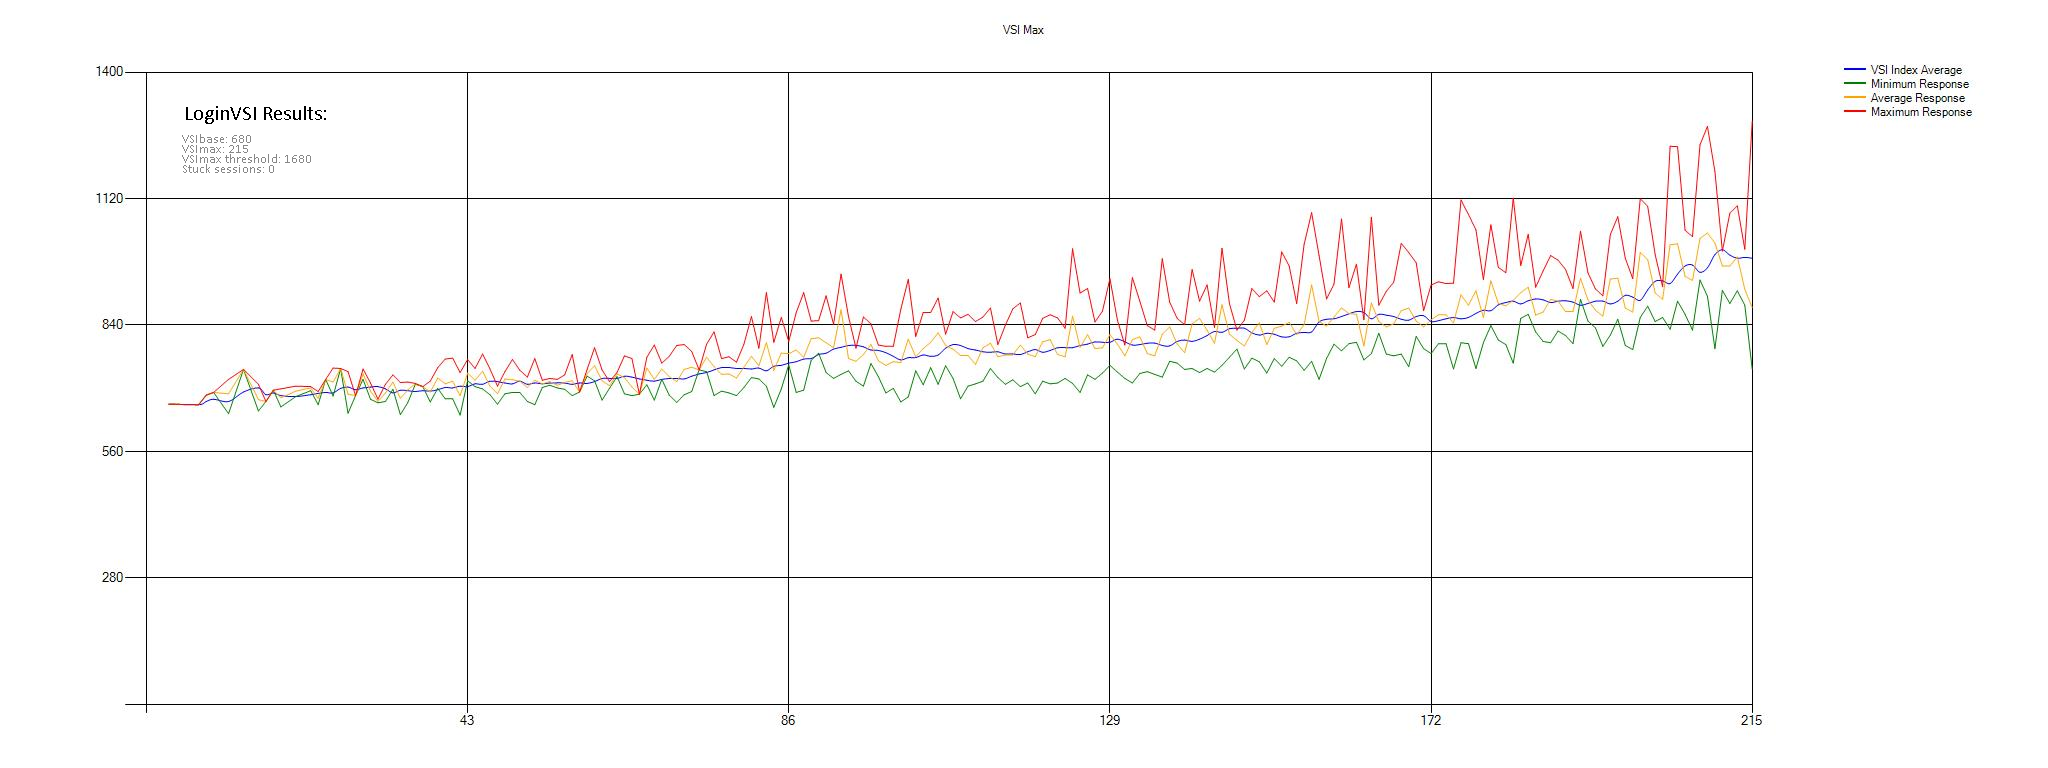 VSI Max
1400
1120
840
560
280
LoginVSI Results:
VSIbase: 680
VSImax: 215
VSImax threshold: 1680
Stuck sessions: 0
VSI Index Average
Minimum Response
Average Response
Maximum Response
43
86
129
172
215